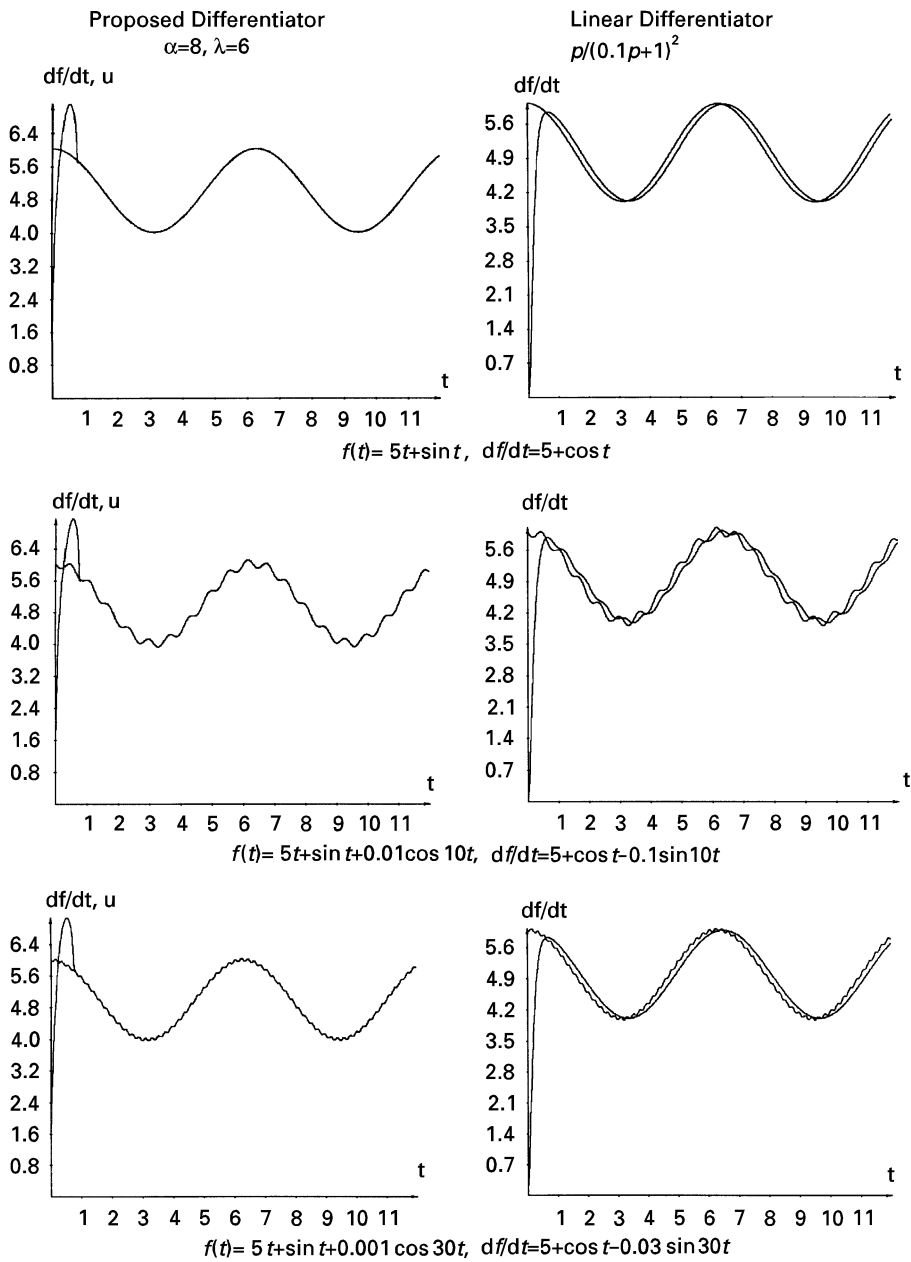 Proposed Differentiator
α=8, λ=6
Linear Differentiator
p/(0.1p+1)²
df/dt, u
6.4
5.6
4.8
4.0
3.2
2.4
1.6
0.8
t
1 2 3 4 5 6 7 8 9 10 11
df/dt
5.6
4.9
4.2
3.5
2.8
2.1
1.4
0.7
t
1 2 3 4 5 6 7 8 9 10 11
f(t)= 5t+sint, df/dt=5+cost
df/dt, u
6.4
5.6
4.8
4.0
3.2
2.4
1.6
0.8
t
1 2 3 4 5 6 7 8 9 10 11
df/dt
5.6
4.9
4.2
3.5
2.8
2.1
1.4
0.7
t
1 2 3 4 5 6 7 8 9 10 11
f(t)= 5t+sin t+0.01cos 10t, df/dt=5+cos t-0.1sin10t
df/dt, u
6.4
5.6
4.8
4.0
3.2
2.4
1.6
0.8
t
1 2 3 4 5 6 7 8 9 10 11
df/dt
5.6
4.9
4.2
3.5
2.8
2.1
1.4
0.7
t
1 2 3 4 5 6 7 8 9 10 11
f(t)= 5t+sin t+0.001 cos 30t, df/dt=5+cos t-0.03 sin 30t